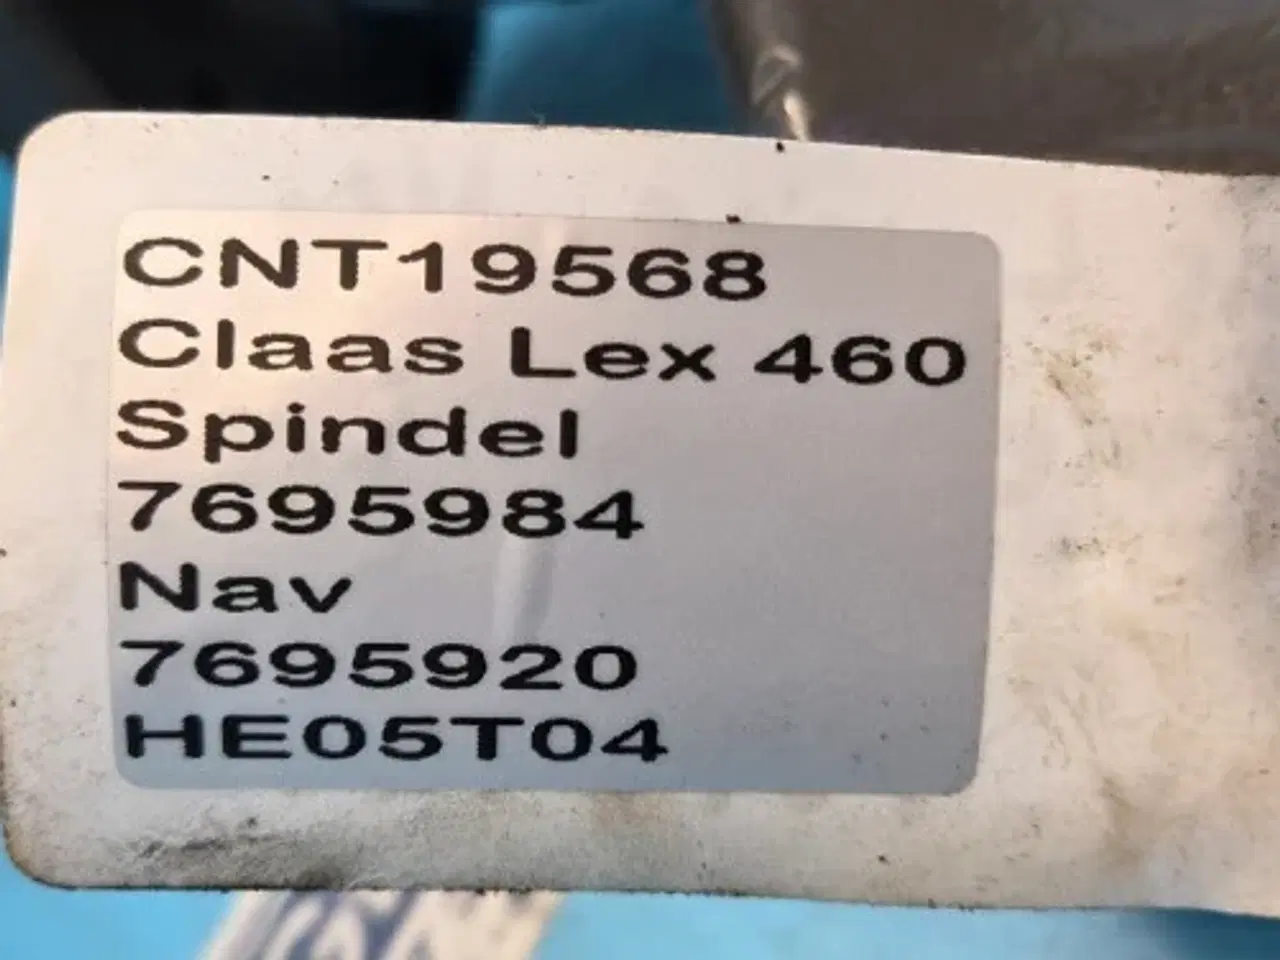 CNT19568
Claas Lex 460
Spindel
7695984
Nav
7695920
HE05T04